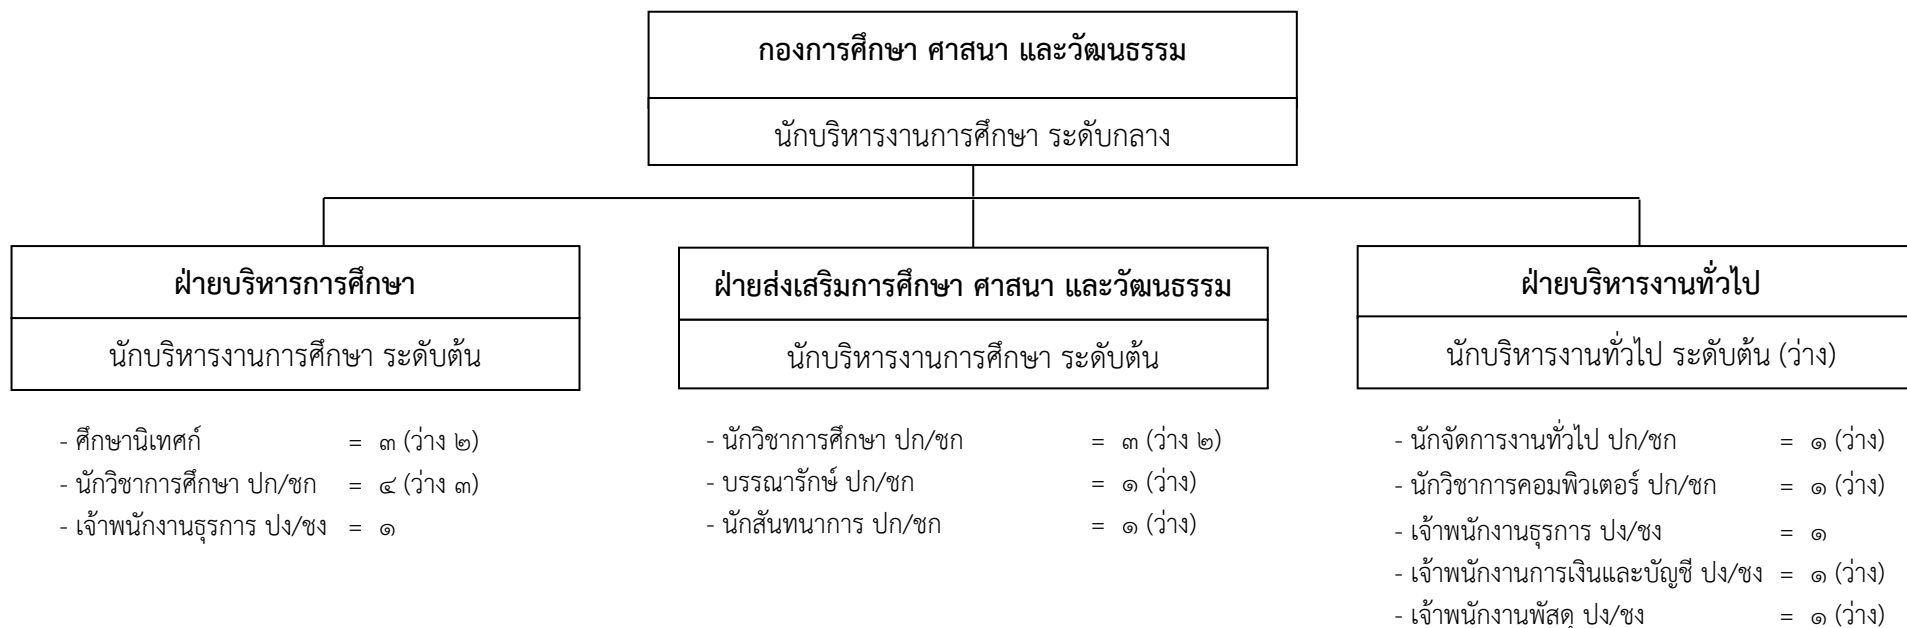 กองการศึกษา ศาสนา และวัฒนธรรม
นักบริหารงานการศึกษา ระดับกลาง
ฝ่ายบริหารการศึกษา
นักบริหารงานการศึกษา ระดับต้น
- ศึกษานิเทศก์ = ๓ (ว่าง ๒)
- นักวิชาการศึกษา ปก/ชก = ๔ (ว่าง ๓)
- เจ้าพนักงานธุรการ ปง/ชง = ๑
ฝ่ายส่งเสริมการศึกษา ศาสนา และวัฒนธรรม
นักบริหารงานการศึกษา ระดับต้น
- นักวิชาการศึกษา ปก/ชก = ๓ (ว่าง ๒)
- บรรณารักษ์ ปก/ชก = ๑ (ว่าง)
- นักสันทนาการ ปก/ชก = ๑ (ว่าง)
ฝ่ายบริหารงานทั่วไป
นักบริหารงานทั่วไป ระดับต้น (ว่าง)
- นักจัดการงานทั่วไป ปก/ชก = ๑ (ว่าง)
- นักวิชาการคอมพิวเตอร์ ปก/ชก = ๑ (ว่าง)
- เจ้าพนักงานธุรการ ปง/ชง = ๑
- เจ้าพนักงานการเงินและบัญชี ปง/ชง = ๑ (ว่าง)
- เจ้าพนักงานพัสดุ ปง/ชง = ๑ (ว่าง)